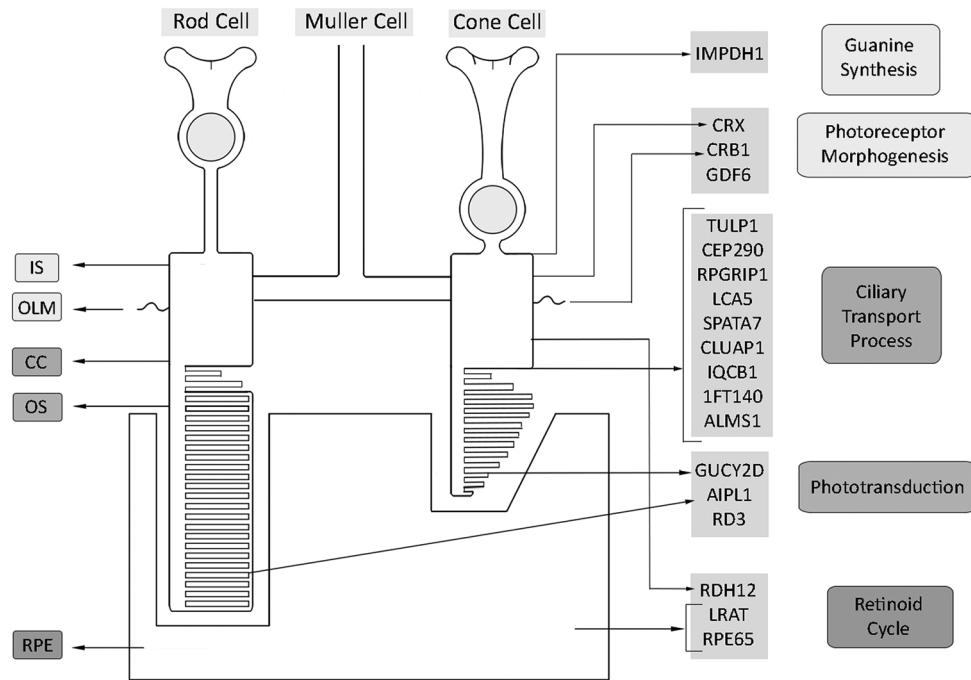 Rod Cell
Muller Cell
Cone Cell
IMPDH1
Guanine
Synthesis
CRX
CRB1
GDF6
Photoreceptor
Morphogenesis
IS
OLM
CC
OS
RPE
TULP1
CEP290
RPGRIP1
LCA5
SPATA7
CLUAP1
IQCB1
1FT140
ALMS1
Ciliary
Transport
Process
GUCY2D
AIPL1
RD3
Phototransduction
RDH12
LRAT
RPE65
Retinoid
Cycle